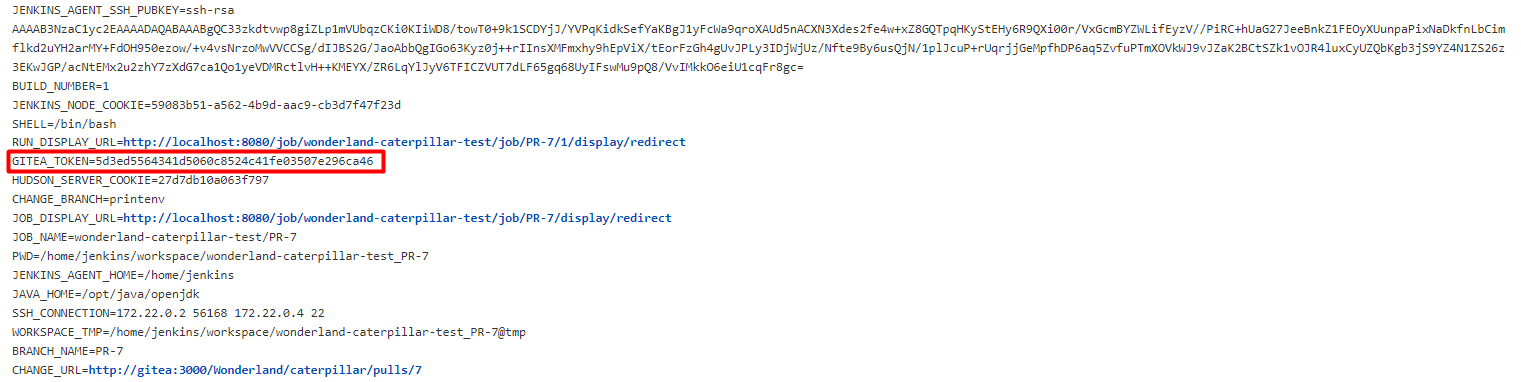 JENKINS_AGENT_SSH_PUBKEY=ssh-rsa
AAAAB3NzaC1yc2EAAAADAQABAAABgQC33zkdtvwp8giZLp1mVUbqzCKi0KIiWD8/towT0+9k1SCDYjJ/YVPqKidkSefYaKBgJ1yFcWa9qroXAUd5nACXN3Xdes2fe4w+xZ8GQTpqHKyStEHy6R9QXi00r/VxGcmBYZWLifEyzV//PiRC+hUaG27JeeBnkZ1FEOyXUunpaPixNaDkfnLbCim
flkd2uYH2arMY+FdOH950ezow/+v4vsNrzoMwVVCCSg/dIJBS2G/JaoAbbQgIGo63Kyz0j++rIInsXMFmxhy9hEpViX/tEorFzGh4gUvJPLy3IDjWjUz/Nfte9By6usQjN/1plJcuP+rUqrjjGeMpfhDP6aq5ZvfuPTmXOVkWJ9vJZaK2BCtSZk1vOJR4luxCyUZQbKgb3jS9YZ4N1ZS26z
3EKwJGP/acNtEMx2u2zhY7zXdG7ca1Qo1yeVDMRctlvH++KMEYX/ZR6LqYlJyV6TFICZVUT7dLF65gq68UyIFswMu9pQ8/VvIMkkO6eiU1cqFr8gc=
BUILD_NUMBER=1
JENKINS_NODE_COOKIE=59083b51-a562-4b9d-aac9-cb3d7f47f23d
SHELL=/bin/bash
RUN_DISPLAY_URL=http://localhost:8080/job/wonderland-caterpillar-test/job/PR-7/1/display/redirect
GITEA_TOKEN=5d3ed5564341d5060c8524c41fe03507e296ca46
HUDSON_SERVER_COOKIE=27d7db10a063f797
CHANGE_BRANCH=printenv
JOB_DISPLAY_URL=http://localhost:8080/job/wonderland-caterpillar-test/job/PR-7/display/redirect
JOB_NAME=wonderland-caterpillar-test/PR-7
PWD=/home/jenkins/workspace/wonderland-caterpillar-test_PR-7
JENKINS_AGENT_HOME=/home/jenkins
JAVA_HOME=/opt/java/openjdk
SSH_CONNECTION=172.22.0.2 56168 172.22.0.4 22
WORKSPACE_TMP=/home/jenkins/workspace/wonderland-caterpillar-test_PR-7@tmp
BRANCH_NAME=PR-7
CHANGE_URL=http://gitea:3000/Wonderland/caterpillar/pulls/7